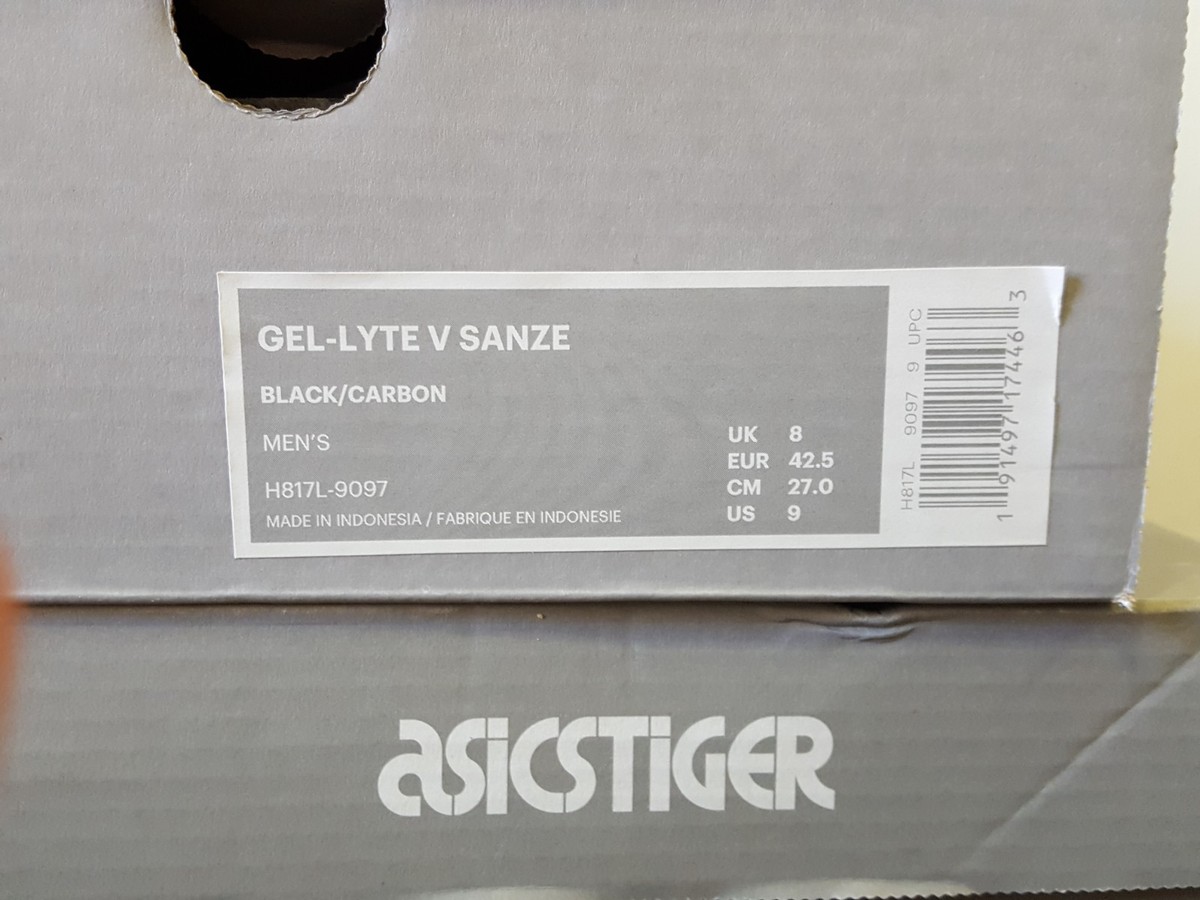 GEL-LYTE V SANZE
BLACK/CARBON
MEN'S
H817L-9097
MADE IN INDONESIA / FABRIQUE EN INDONESIE
UK 8
EUR 42.5
CM 27.0
US 9
H817L 9097 9 UPC
1 91497 17446 3
asicsTIGER